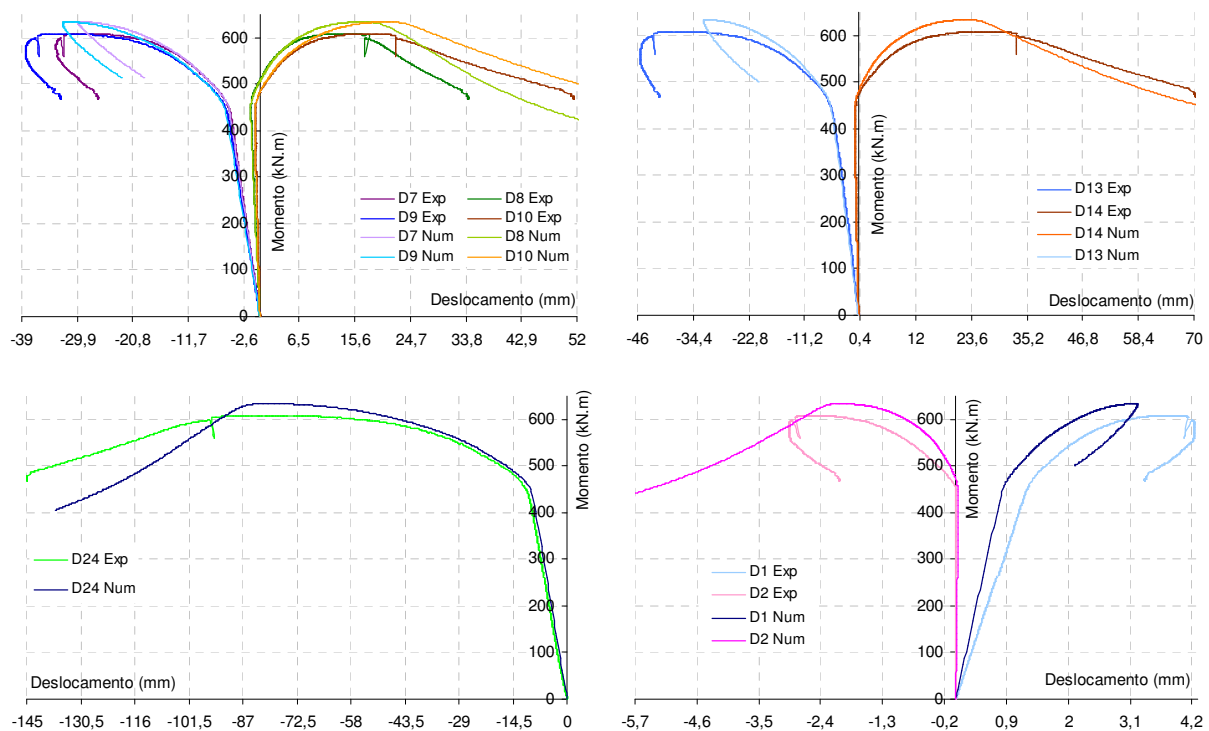 600
500
400
300
200
100
0
Momento (kN.m)
D7 Exp D8 Exp
D9 Exp D10 Exp
D7 Num D8 Num
D9 Num D10 Num
Deslocamento (mm)
-39 -29,9 -20,8 -11,7 -2,6 6,5 15,6 24,7 33,8 42,9 52
600
500
400
300
200
100
0
Momento (kN.m)
D13 Exp
D14 Exp
D14 Num
D13 Num
Deslocamento (mm)
-46 -34,4 -22,8 -11,2 0,4 12 23,6 35,2 46,8 58,4 70
600
500
400
300
200
100
0
Momento (kN.m)
D24 Exp
D24 Num
Deslocamento (mm)
-145 -130,5 -116 -101,5 -87 -72,5 -58 -43,5 -29 -14,5 0
600
500
400
300
200
100
0
Momento (kN.m)
D1 Exp
D2 Exp
D1 Num
D2 Num
Deslocamento (mm)
-5,7 -4,6 -3,5 -2,4 -1,3 -0,2 0,9 2 3,1 4,2